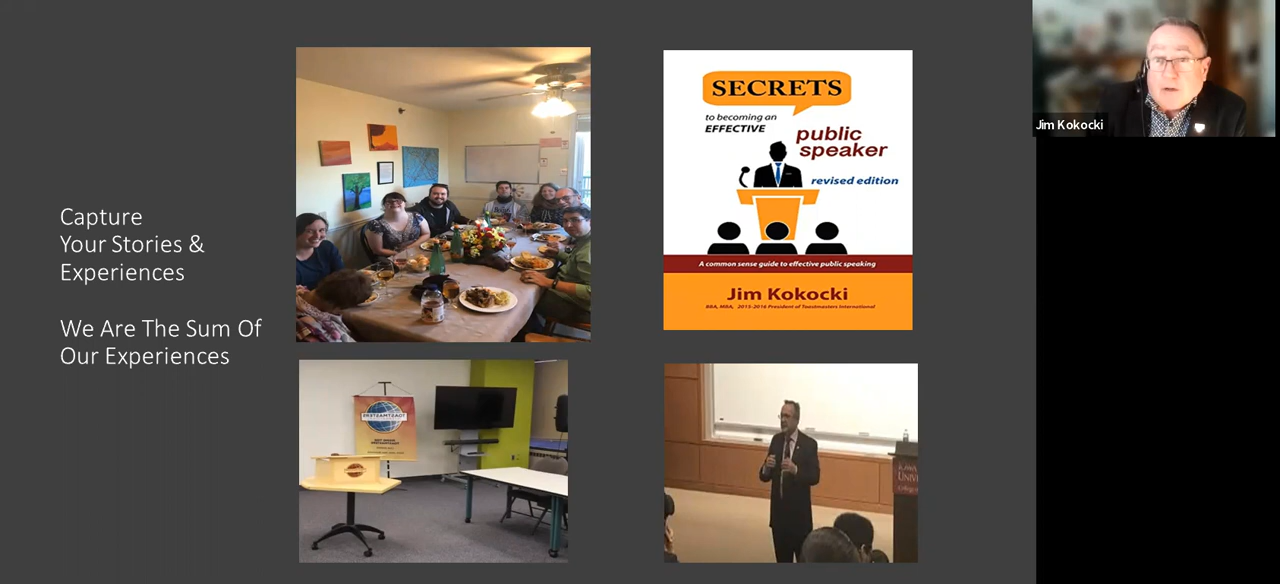 Capture
Your Stories &
Experiences
We Are The Sum Of
Our Experiences
SECRETS
to becoming an
EFFECTIVE
public
speaker
revised edition
A common sense guide to effective public speaking
Jim Kokocki
BBA, MBA, 2015-2016 President of Toastmasters International
TOASTMASTERS
Jim Kokocki